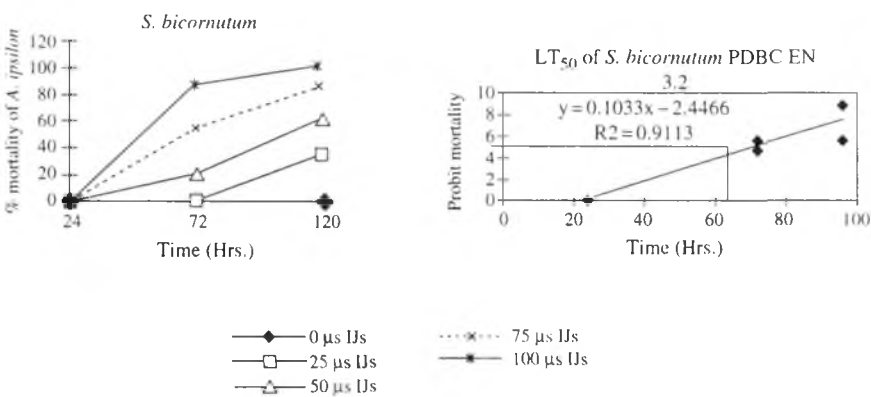 S. bicornutum
% mortality of A. ipsilon
120
100
80
60
40
20
0
24
72
120
Time (Hrs.)
LT50 of S. bicornutum PDBC EN
3.2
y=0.1033x−2.4466
R2=0.9113
Probit mortality
10
8
6
4
2
0
0
20
40
60
80
100
Time (Hrs.)
0 µs IJs
25 µs IJs
50 µs IJs
75 µs IJs
100 µs IJs